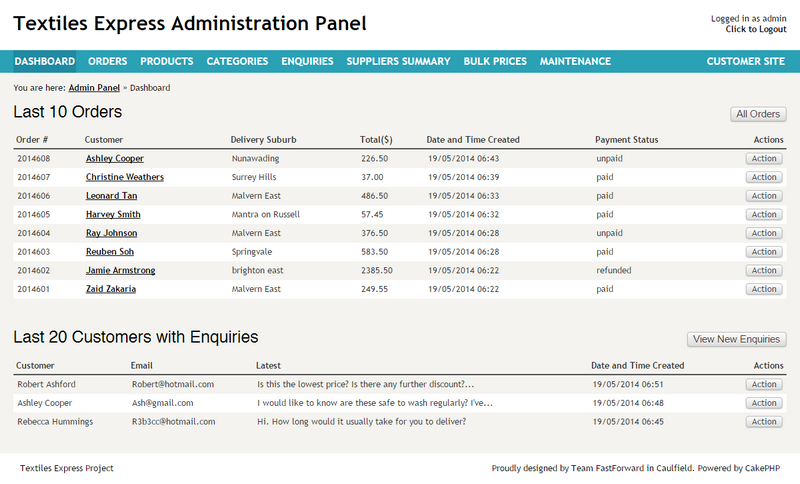 Textiles Express Administration Panel
Logged in as admin
Click to Logout
DASHBOARD ORDERS PRODUCTS CATEGORIES ENQUIRIES SUPPLIERS SUMMARY BULK PRICES MAINTENANCE CUSTOMER SITE
You are here: Admin Panel » Dashboard
Last 10 Orders All Orders
Order # Customer Delivery Suburb Total($) Date and Time Created Payment Status Actions
2014608 Ashley Cooper Nunawading 226.50 19/05/2014 06:43 unpaid Action
2014607 Christine Weathers Surrey Hills 37.00 19/05/2014 06:39 paid Action
2014606 Leonard Tan Malvern East 486.50 19/05/2014 06:33 paid Action
2014605 Harvey Smith Mantra on Russell 57.45 19/05/2014 06:32 paid Action
2014604 Ray Johnson Malvern East 376.50 19/05/2014 06:28 unpaid Action
2014603 Reuben Soh Springvale 583.50 19/05/2014 06:28 paid Action
2014602 Jamie Armstrong brighton east 2385.50 19/05/2014 06:22 refunded Action
2014601 Zaid Zakaria Malvern East 249.55 19/05/2014 06:22 paid Action
Last 20 Customers with Enquiries View New Enquiries
Customer Email Latest Date and Time Created Actions
Robert Ashford Robert@hotmail.com Is this the lowest price? Is there any further discount?... 19/05/2014 06:51 Action
Ashley Cooper Ash@gmail.com I would like to know are these safe to wash regularly? I've... 19/05/2014 06:48 Action
Rebecca Hummings R3b3cc@hotmail.com Hi. How long would it usually take for you to deliver? 19/05/2014 06:45 Action
Textiles Express Project Proudly designed by Team FastForward in Caulfield. Powered by CakePHP